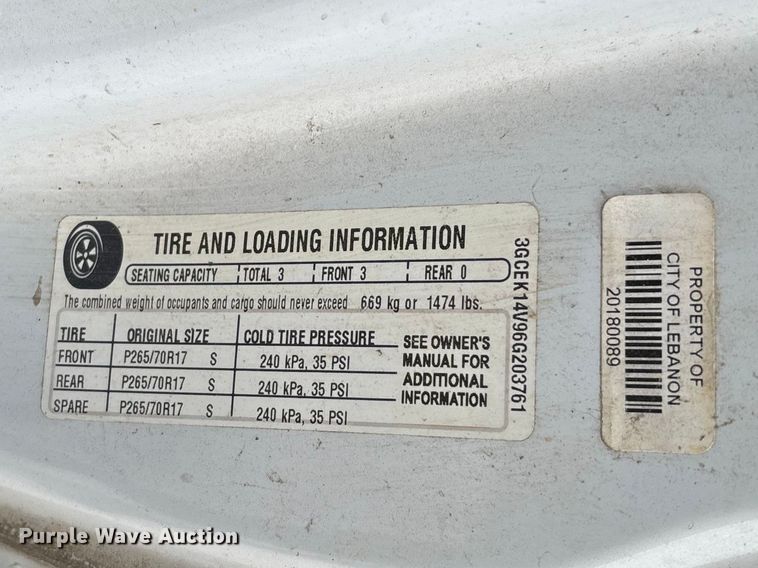 TIRE AND LOADING INFORMATION
SEATING CAPACITY TOTAL 3 FRONT 3 REAR 0
The combined weight of occupants and cargo should never exceed 669 kg or 1474 lbs.
TIRE ORIGINAL SIZE COLD TIRE PRESSURE
FRONT P265/70R17 S 240 kPa, 35 PSI
REAR P265/70R17 S 240 kPa, 35 PSI
SPARE P265/70R17 S 240 kPa, 35 PSI
SEE OWNER'S
MANUAL FOR
ADDITIONAL
INFORMATION
3GCEK14V96G203761
PROPERTY OF
CITY OF LEBANON
20180089
Purple Wave Auction